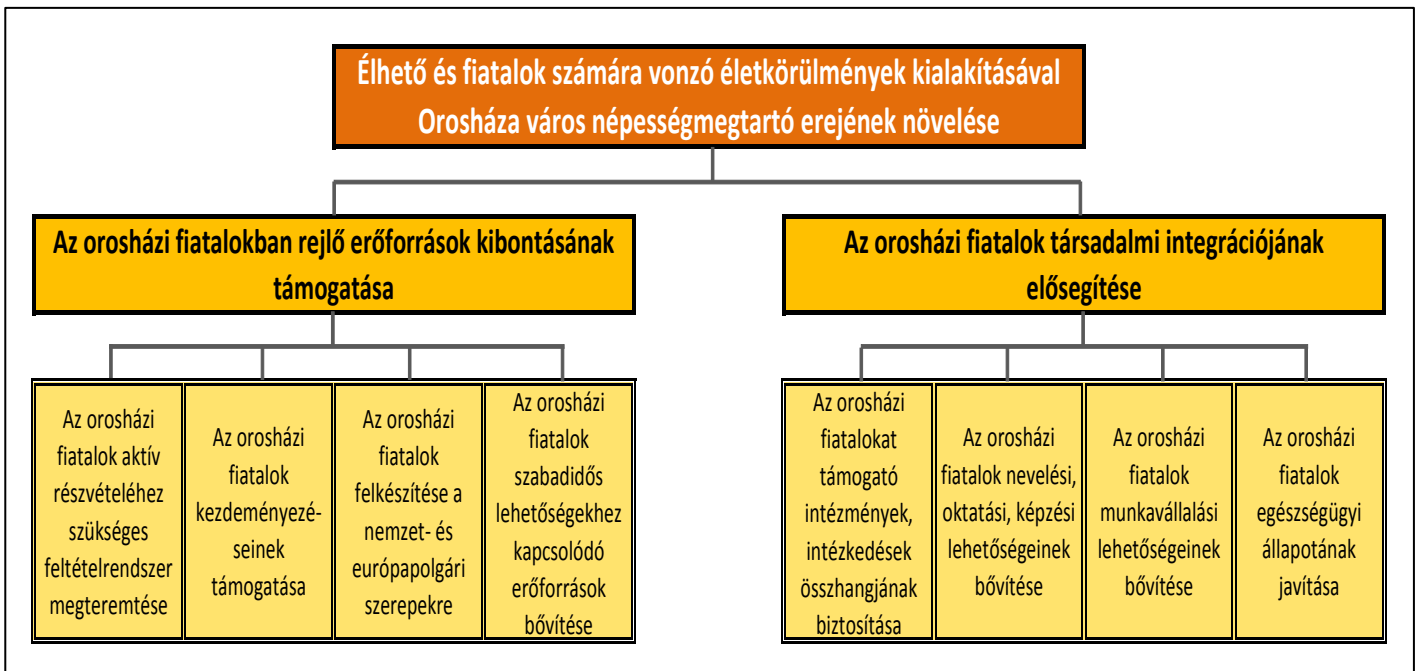 Élhető és fiatalok számára vonzó életkörülmények kialakításával
Orosháza város népességmegtartó erejének növelése
Az orosházi fiatalokban rejlő erőforrások kibontásának
támogatása
Az orosházi fiatalok társadalmi integrációjának
elősegítése
Az orosházi
fiatalok aktív
részvételéhez
szükséges
feltételrendszer
megteremtése
Az orosházi
fiatalok
kezdeményezé-
seinek
támogatása
Az orosházi
fiatalok
felkészítése a
nemzet- és
európapolgári
szerepekre
Az orosházi
fiatalok
szabadidős
lehetőségekhez
kapcsolódó
erőforrások
bővítése
Az orosházi
fiatalokat
támogató
intézmények,
intézkedések
összhangjának
biztosítása
Az orosházi
fiatalok nevelési,
oktatási, képzési
lehetőségeinek
bővítése
Az orosházi
fiatalok
munkavállalási
lehetőségeinek
bővítése
Az orosházi
fiatalok
egészségügyi
állapotának
javítása